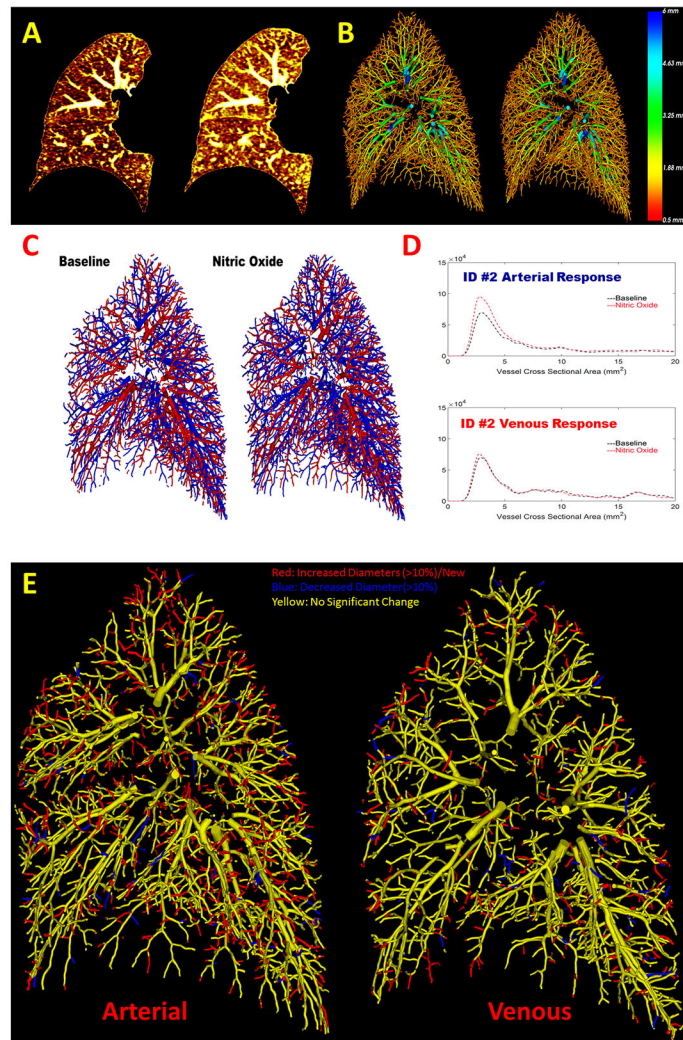 A
B
6 mm
4.63 mm
3.25 mm
1.88 mm
0.5 mm
C
Baseline
Nitric Oxide
D
×10⁴
15
ID #2 Arterial Response
Baseline
Nitric Oxide
10
5
0
0 5 10 15 20
Vessel Cross Sectional Area (mm²)
×10⁴
15
ID #2 Venous Response
Baseline
Nitric Oxide
10
5
0
0 5 10 15 20
Vessel Cross Sectional Area (mm²)
E
Red: Increased Diameters (>10%)/New
Blue: Decreased Diameter(>10%)
Yellow: No Significant Change
Arterial
Venous